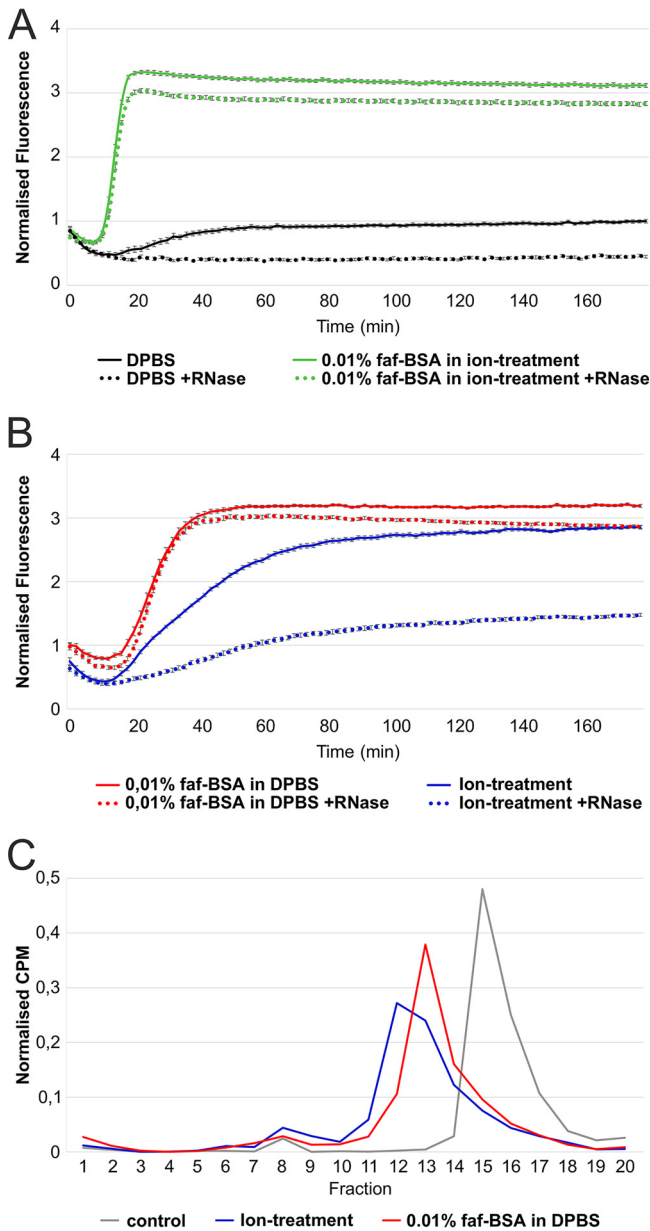 A
Normalised Fluorescence
4
3
2
1
0
0 20 40 60 80 100 120 140 160
Time (min)
DPBS 0.01% faf-BSA in ion-treatment
DPBS +RNase 0.01% faf-BSA in ion-treatment +RNase
B
Normalised Fluorescence
4
3
2
1
0
0 20 40 60 80 100 120 140 160
Time (min)
0,01% faf-BSA in DPBS Ion-treatment
0,01% faf-BSA in DPBS +RNase Ion-treatment +RNase
C
Normalised CPM
0,5
0,4
0,3
0,2
0,1
0
1 2 3 4 5 6 7 8 9 10 11 12 13 14 15 16 17 18 19 20
Fraction
control Ion-treatment 0.01% faf-BSA in DPBS